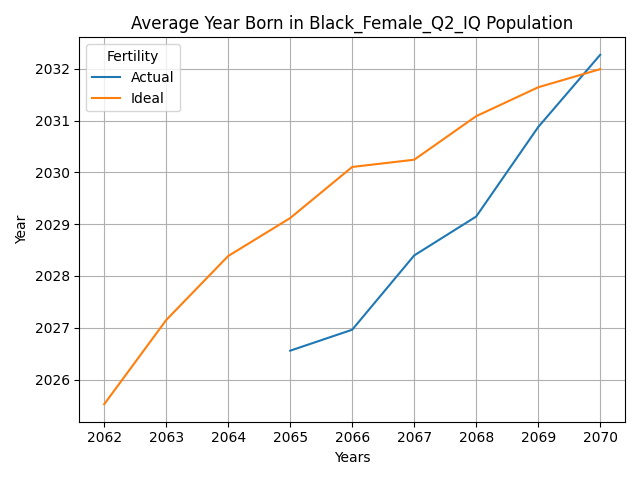 Average Year Born in Black_Female_Q2_IQ Population
Fertility
Actual
Ideal
Year
2032
2031
2030
2029
2028
2027
2026
2062 2063 2064 2065 2066 2067 2068 2069 2070
Years